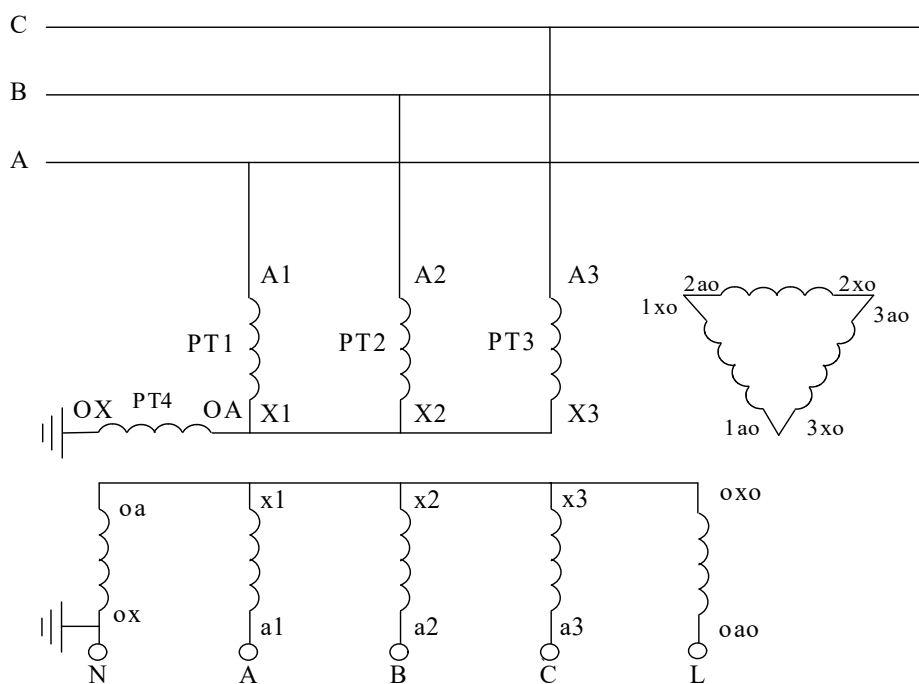 C
B
A
A1 A2 A3
2ao 2xo
1xo 3ao
PT1 PT2 PT3
PT4
OX OA X1 X2 X3
1ao 3xo
oa x1 x2 x3 oxo
ox a1 a2 a3 oao
N A B C L